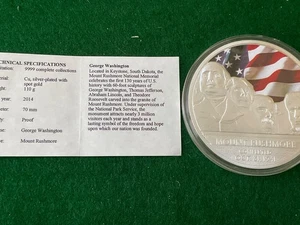 CHNICAL SPECIFICATIONS
9999 complete collections
Cu, silver-plated with
spot gold
110 g
year: 2014
70 mm
Proof
George Washington
Mount Rushmore
George Washington
Located in Keystone, South Dakota, the
Mount Rushmore National Memorial
celebrates the first 130 years of U.S.
history with 60-foot sculptures of
George Washington, Thomas Jefferson,
Abraham Lincoln, and Theodore
Roosevelt carved into the granite of
Mount Rushmore. Under supervision of
the National Park Service, the
monument attracts nearly 3 million
visitors each year and stands as a
lasting symbol of the freedom and hope
upon which our nation was founded.
MOUNT RUSHMORE